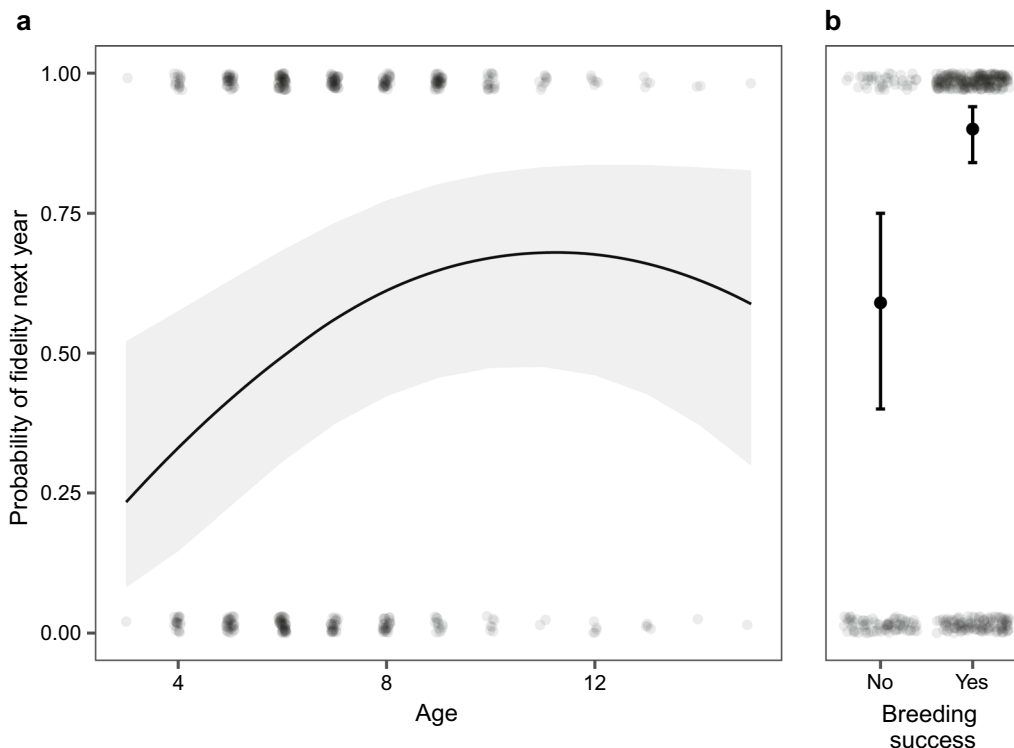 a
b
Probability of fidelity next year
1.00
0.75
0.50
0.25
0.00
4
8
12
Age
No
Yes
Breeding
success